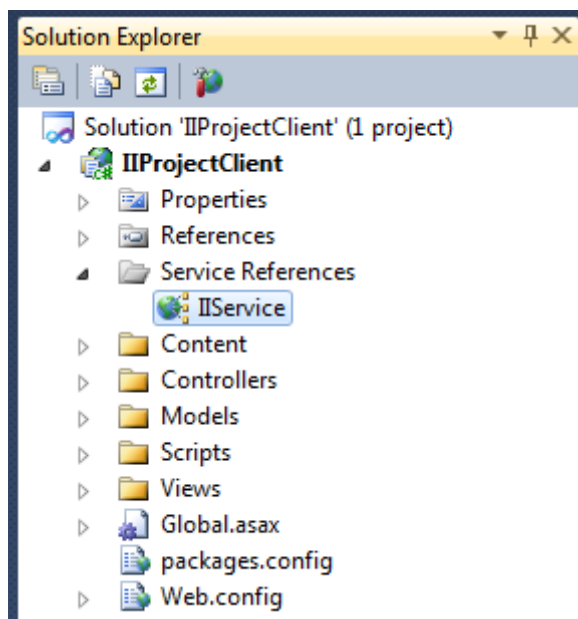 Solution Explorer
Solution 'IIProjectClient' (1 project)
IIProjectClient
Properties
References
Service References
IIService
Content
Controllers
Models
Scripts
Views
Global.asax
packages.config
Web.config